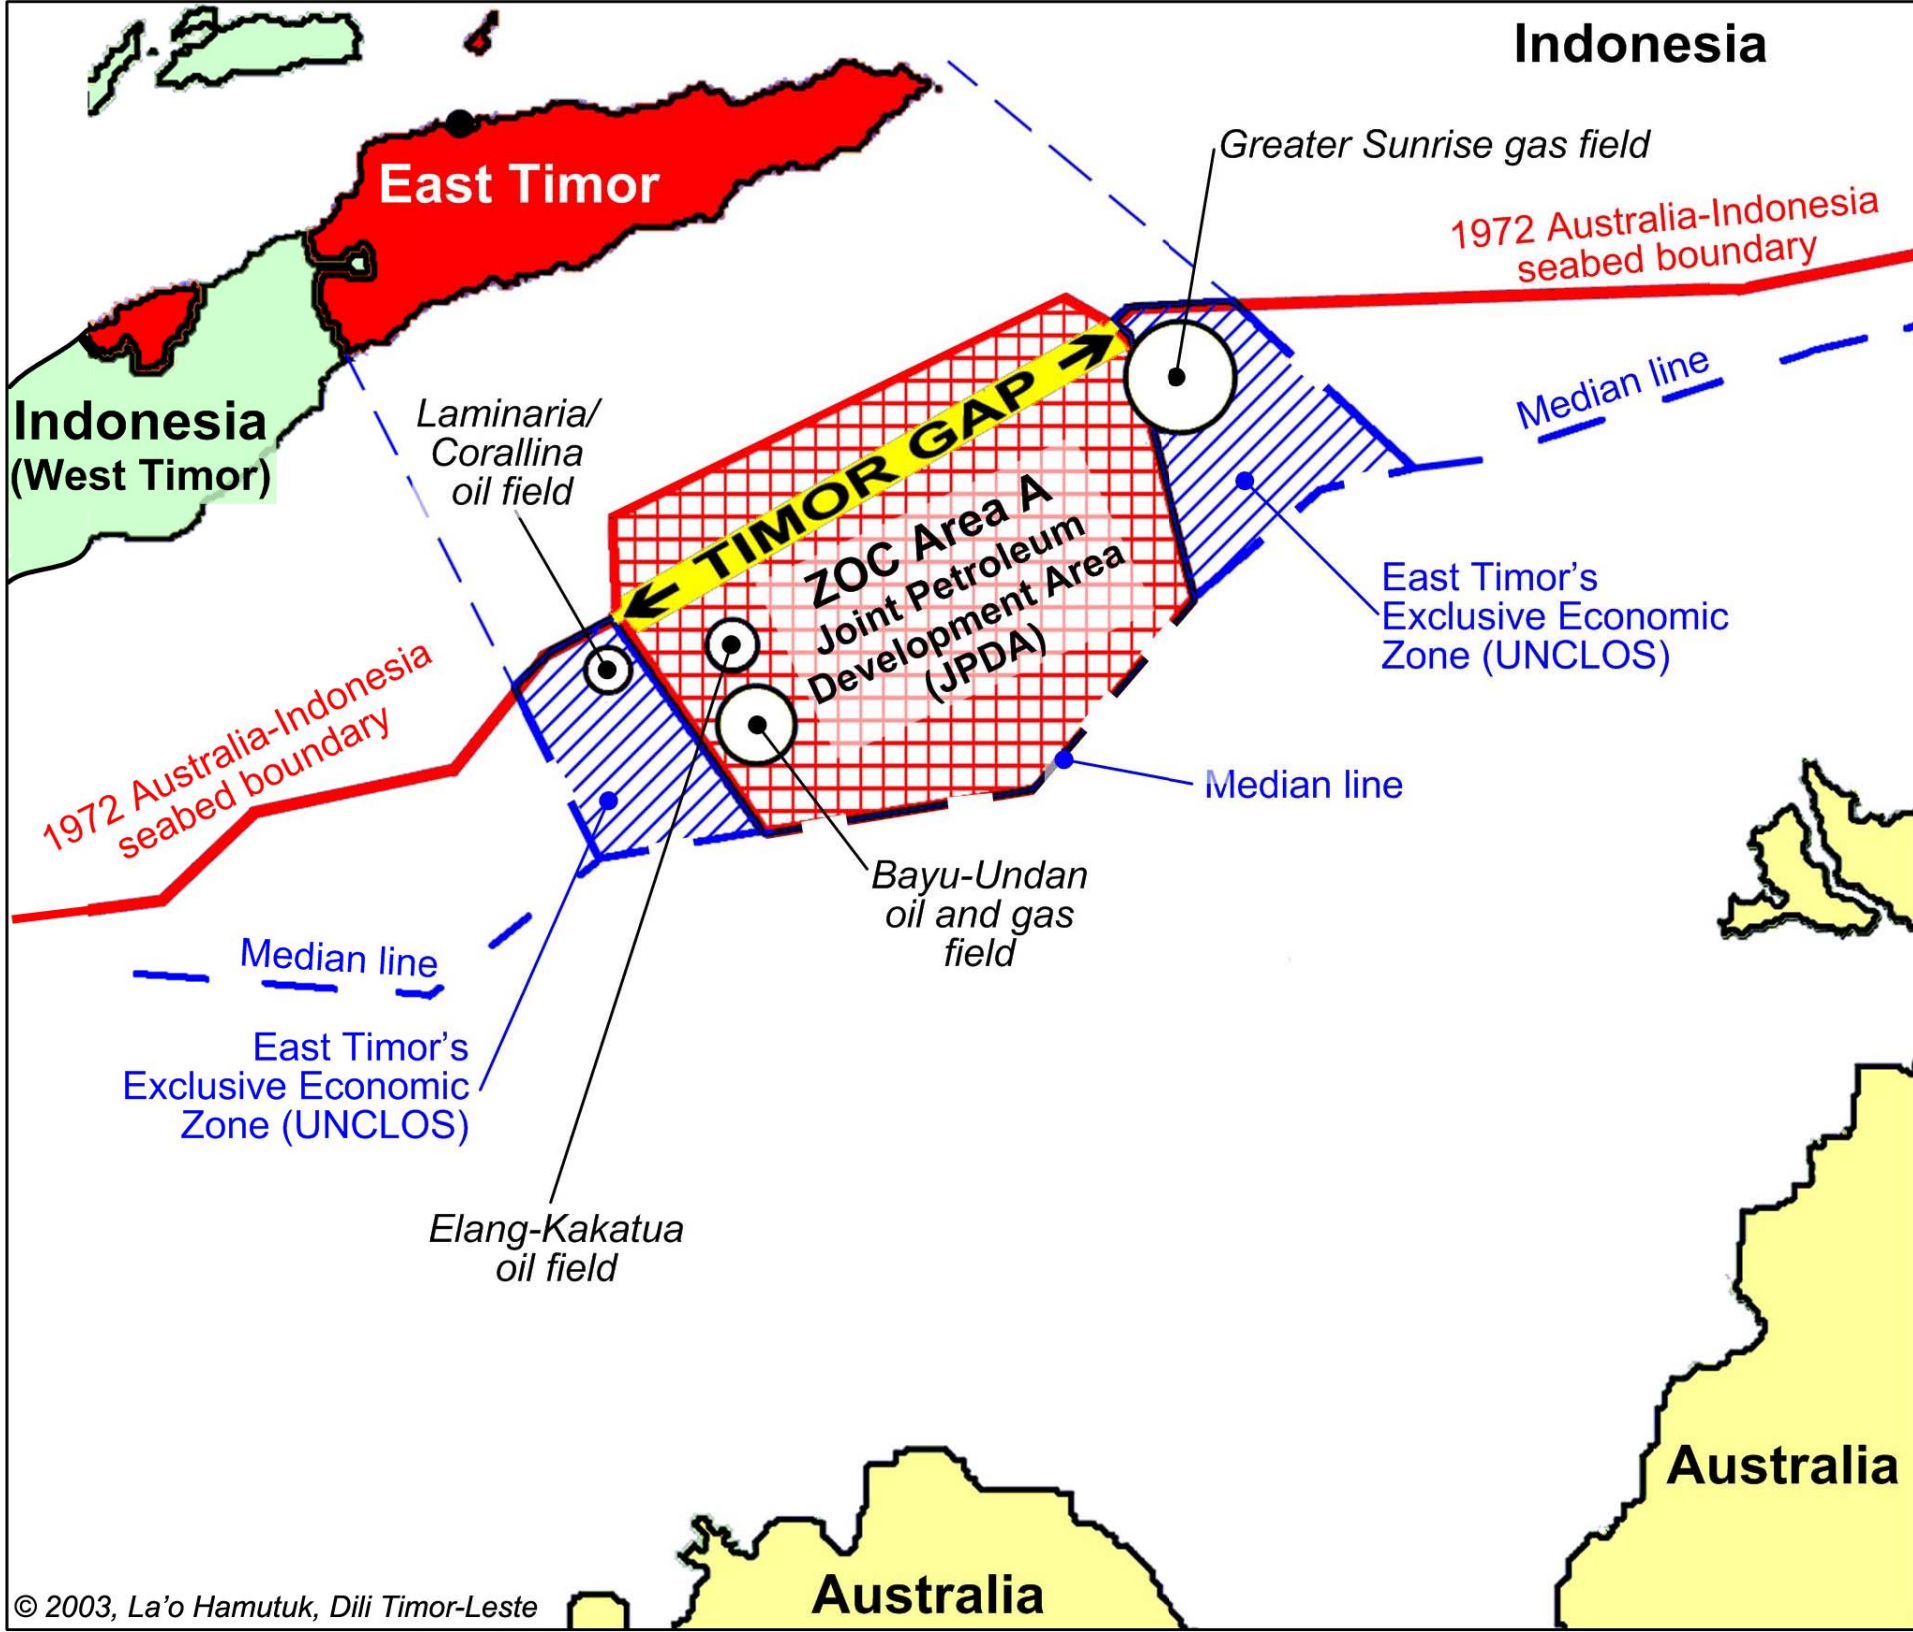 Indonesia
Greater Sunrise gas field
East Timor
1972 Australia-Indonesia
seabed boundary
Median line
Indonesia
(West Timor)
Laminaria/
Corallina
oil field
TIMOR GAP
ZOC Area A
Joint Petroleum
Development Area
(JPDA)
East Timor’s
Exclusive Economic
Zone (UNCLOS)
1972 Australia-Indonesia
seabed boundary
Median line
Bayu-Undan
oil and gas
field
Median line
East Timor’s
Exclusive Economic
Zone (UNCLOS)
Elang-Kakatua
oil field
Australia
Australia
© 2003, La’o Hamutuk, Dili Timor-Leste